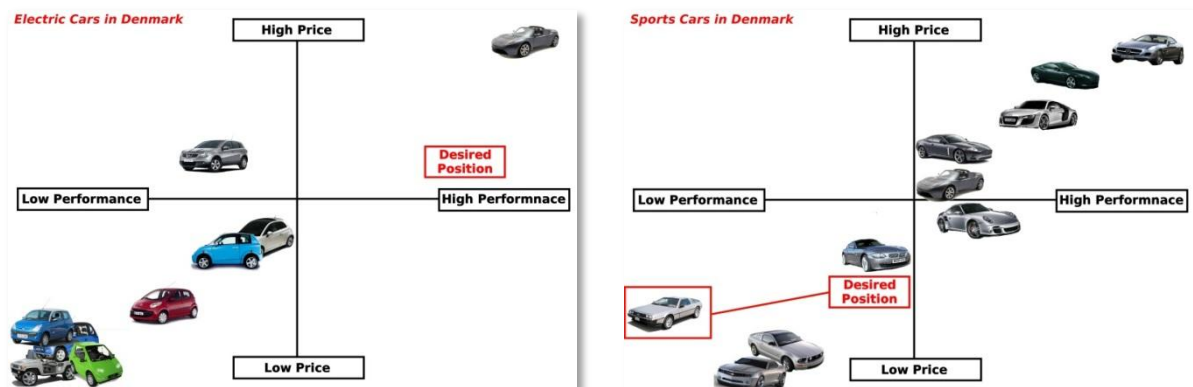 Electric Cars in Denmark
High Price
Desired
Position
Low Performance
High Performnace
Low Price
Sports Cars in Denmark
High Price
Low Performance
High Performnace
Desired
Position
Low Price